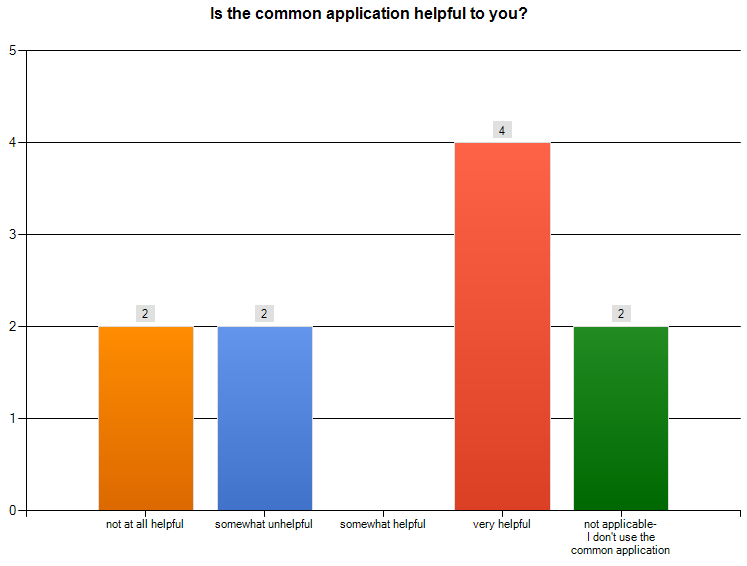 Is the common application helpful to you?
5
4
4
3
2
2
2
2
1
0
not at all helpful
somewhat unhelpful
somewhat helpful
very helpful
not applicable-
I don't use the
common application